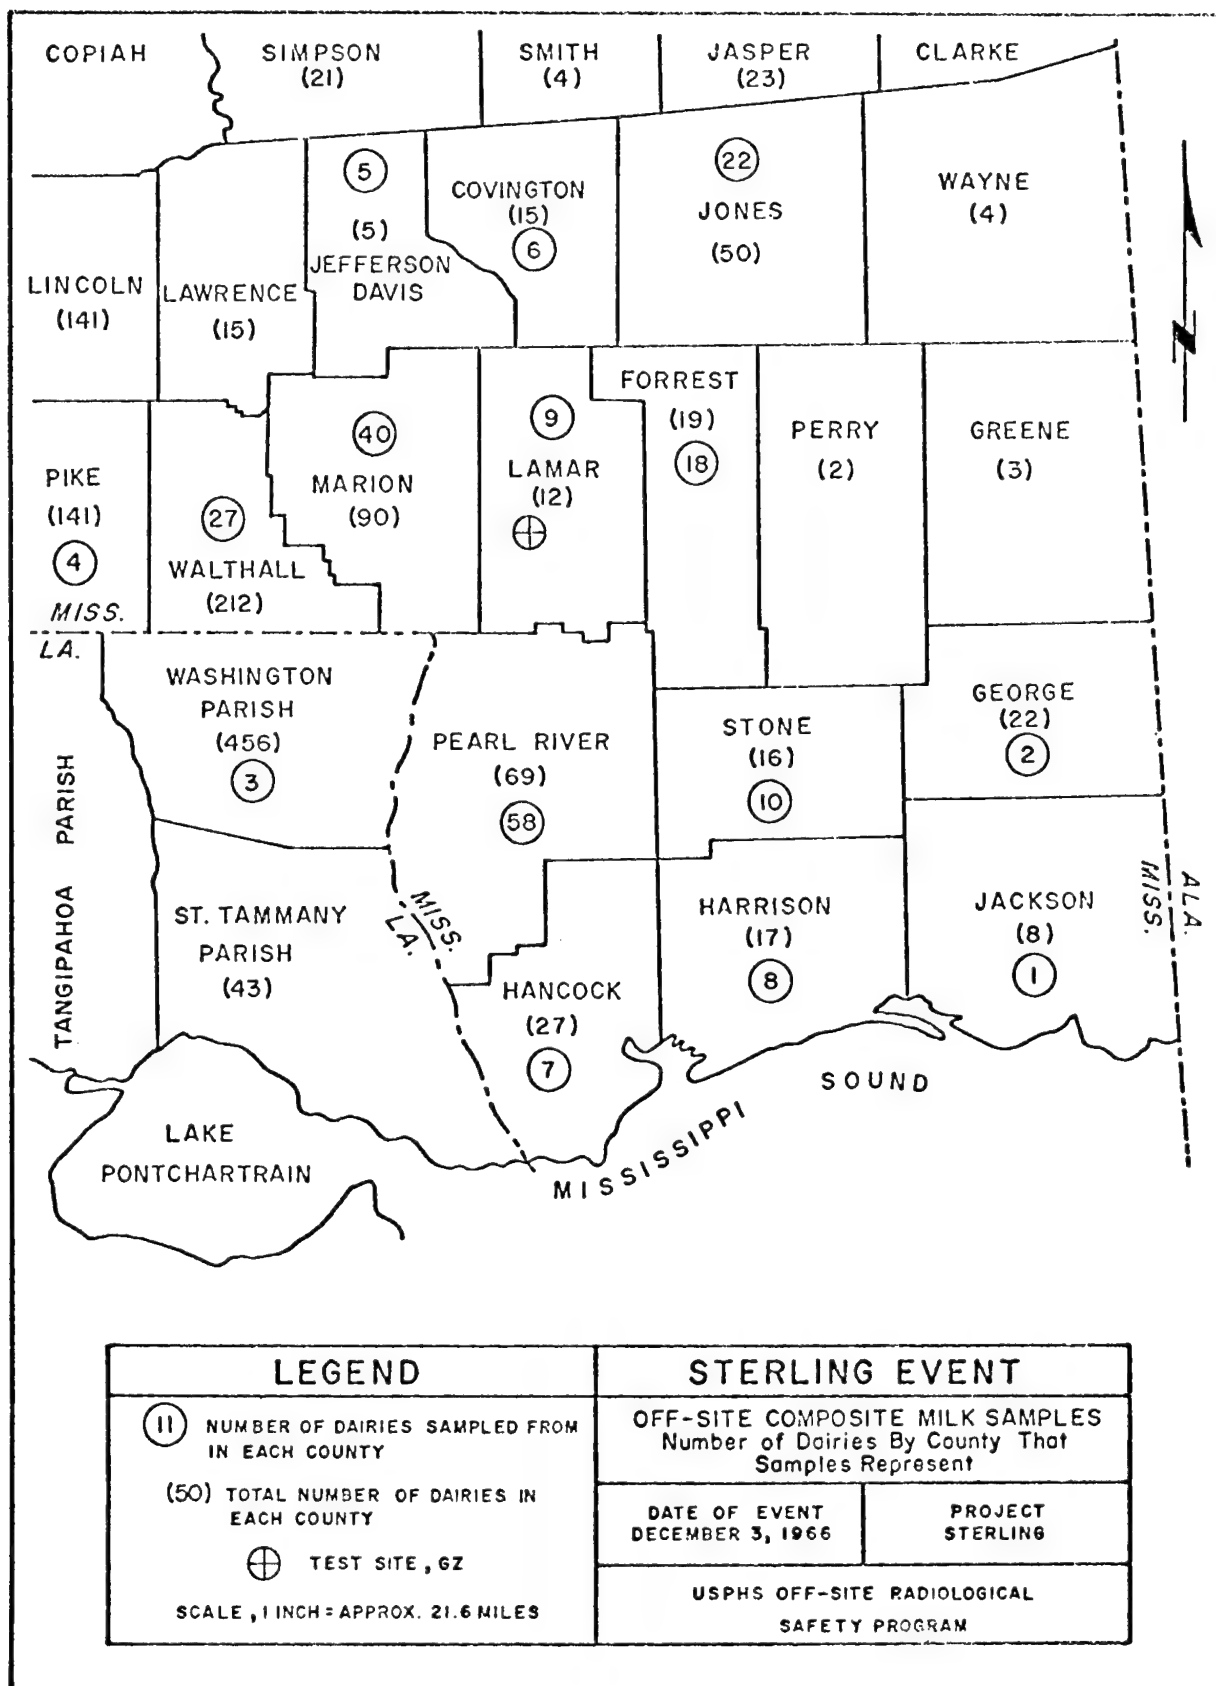 COPIAH
SIMPSON
(21)
SMITH
(4)
JASPER
(23)
CLARKE
5
(5)
JEFFERSON
DAVIS
COVINGTON
(15)
6
22
JONES
(50)
WAYNE
(4)
LINCOLN
(141)
LAWRENCE
(15)
PIKE
(141)
4
MISS.
LA.
27
WALTHALL
(212)
40
MARION
(90)
9
LAMAR
(12)
FORREST
(19)
18
PERRY
(2)
GREENE
(3)
WASHINGTON
PARISH
(456)
3
PEARL RIVER
(69)
58
STONE
(16)
10
GEORGE
(22)
2
TANGIPAHOA PARISH
ST. TAMMANY
PARISH
(43)
MISS.
LA.
HANCOCK
(27)
7
HARRISON
(17)
8
JACKSON
(8)
1
MISS.
ALA.
LAKE
PONTCHARTRAIN
MISSISSIPPI SOUND
N
LEGEND
11 NUMBER OF DAIRIES SAMPLED FROM
IN EACH COUNTY
(50) TOTAL NUMBER OF DAIRIES IN
EACH COUNTY
TEST SITE, GZ
SCALE, 1 INCH = APPROX. 21.6 MILES
STERLING EVENT
OFF-SITE COMPOSITE MILK SAMPLES
Number of Dairies By County That
Samples Represent
DATE OF EVENT
DECEMBER 3, 1966
PROJECT
STERLING
USPHS OFF-SITE RADIOLOGICAL
SAFETY PROGRAM